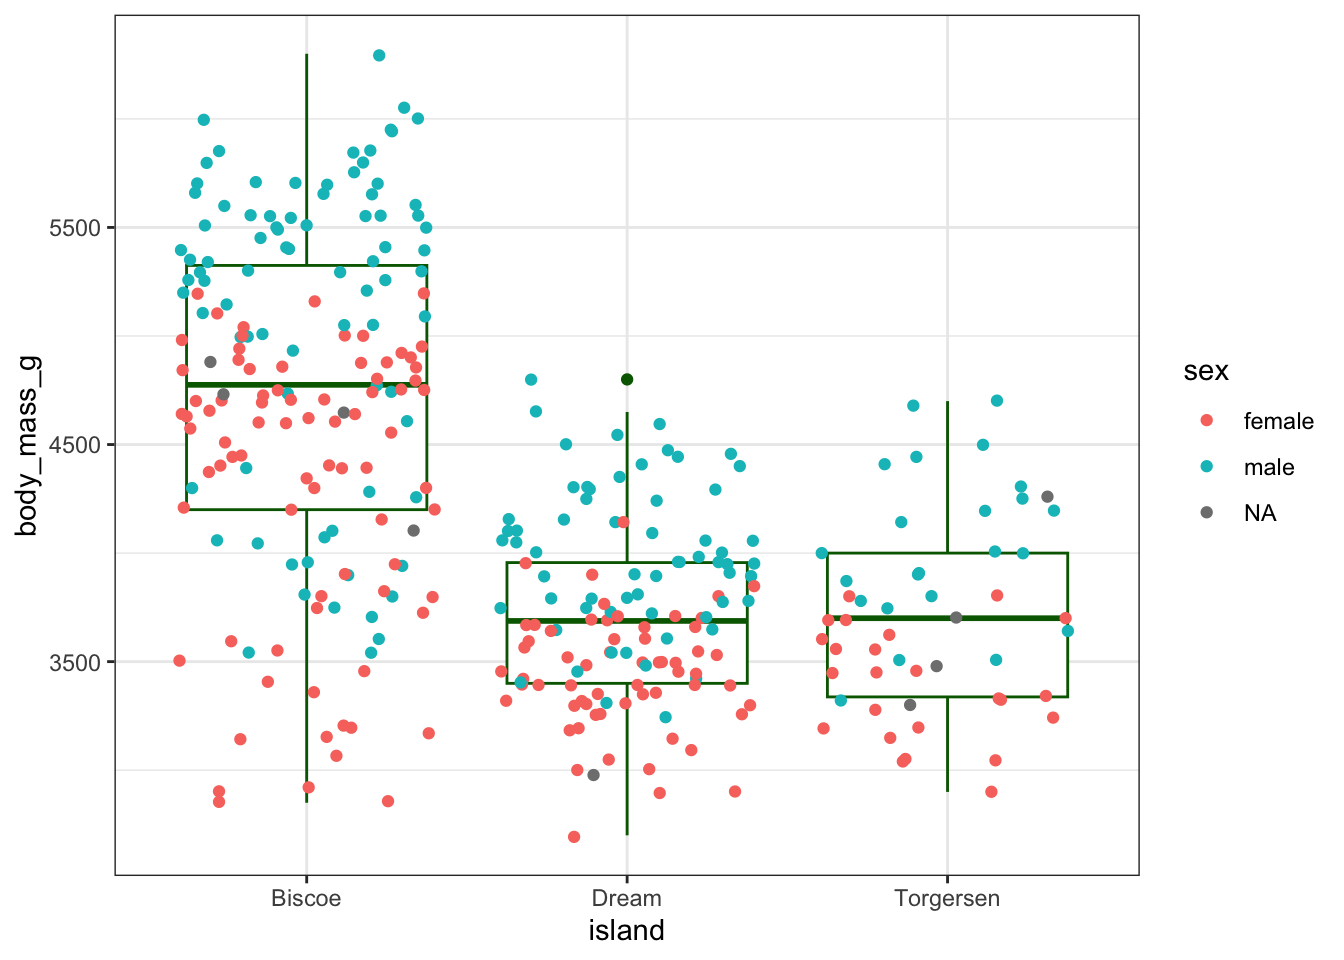 body_mass_g
5500
4500
3500
Biscoe
Dream
Torgersen
island
sex
female
male
NA